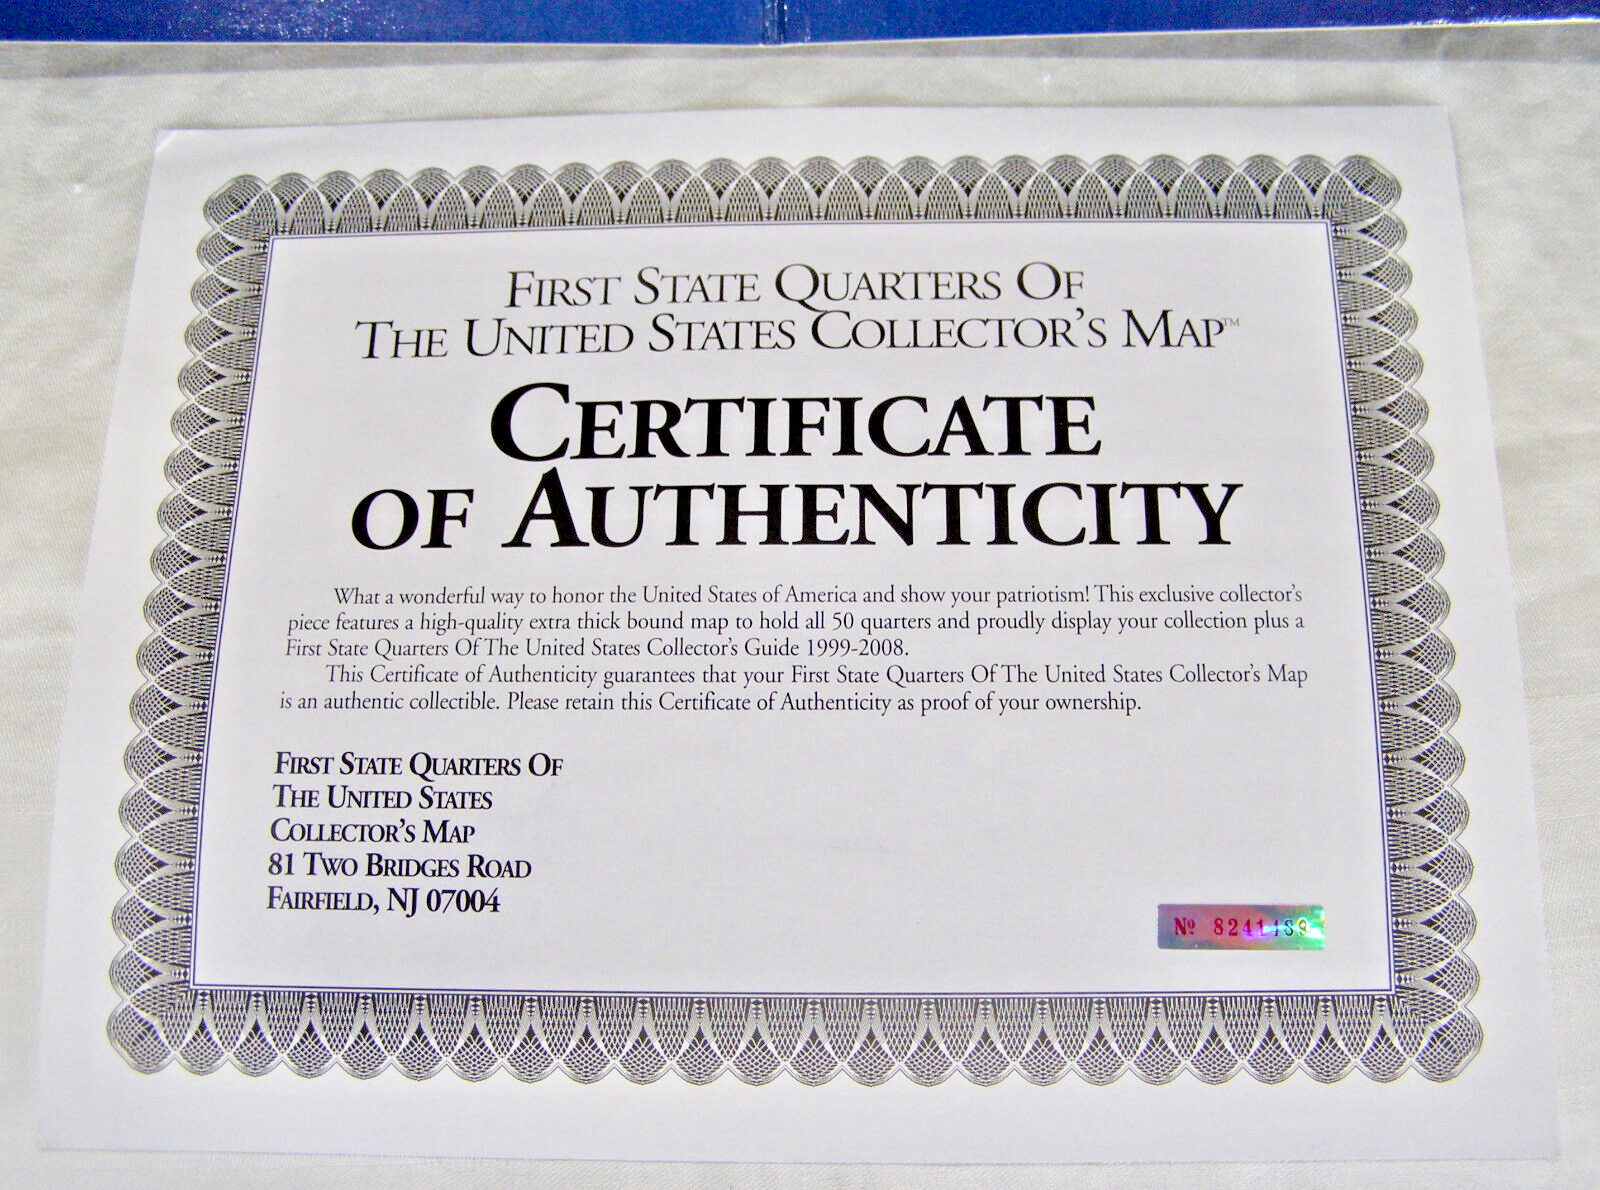 First State Quarters Of
The United States Collector's Map™
Certificate
of Authenticity
What a wonderful way to honor the United States of America and show your patriotism! This exclusive collector's
piece features a high-quality extra thick bound map to hold all 50 quarters and proudly display your collection plus a
First State Quarters Of The United States Collector's Guide 1999-2008.
This Certificate of Authenticity guarantees that your First State Quarters Of The United States Collector's Map
is an authentic collectible. Please retain this Certificate of Authenticity as proof of your ownership.
First State Quarters Of
The United States
Collector's Map
81 Two Bridges Road
Fairfield, NJ 07004
Nº